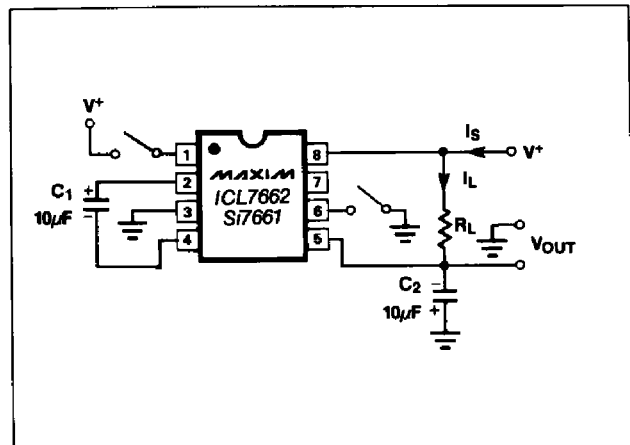 V+
1
8
IS
V+
C1
+
2
MAXIM
7
IL
10µF
−
3
ICL7662
Si7661
6
RL
4
5
VOUT
C2
−
10µF
+